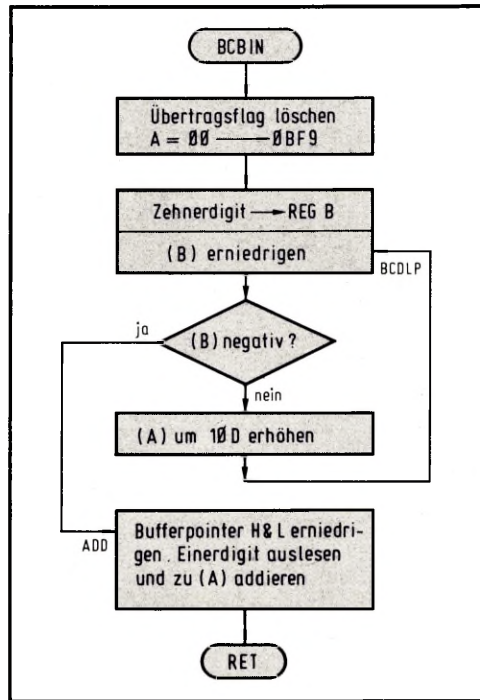 BCBIN
Übertragsflag löschen
A = 00 → 0BF9
Zehnerdigit → REG B
(B) erniedrigen
BCDLP
ja
(B) negativ?
nein
(A) um 10D erhöhen
ADD
Bufferpointer H&L erniedri-
gen. Einerdigit auslesen
und zu (A) addieren
RET